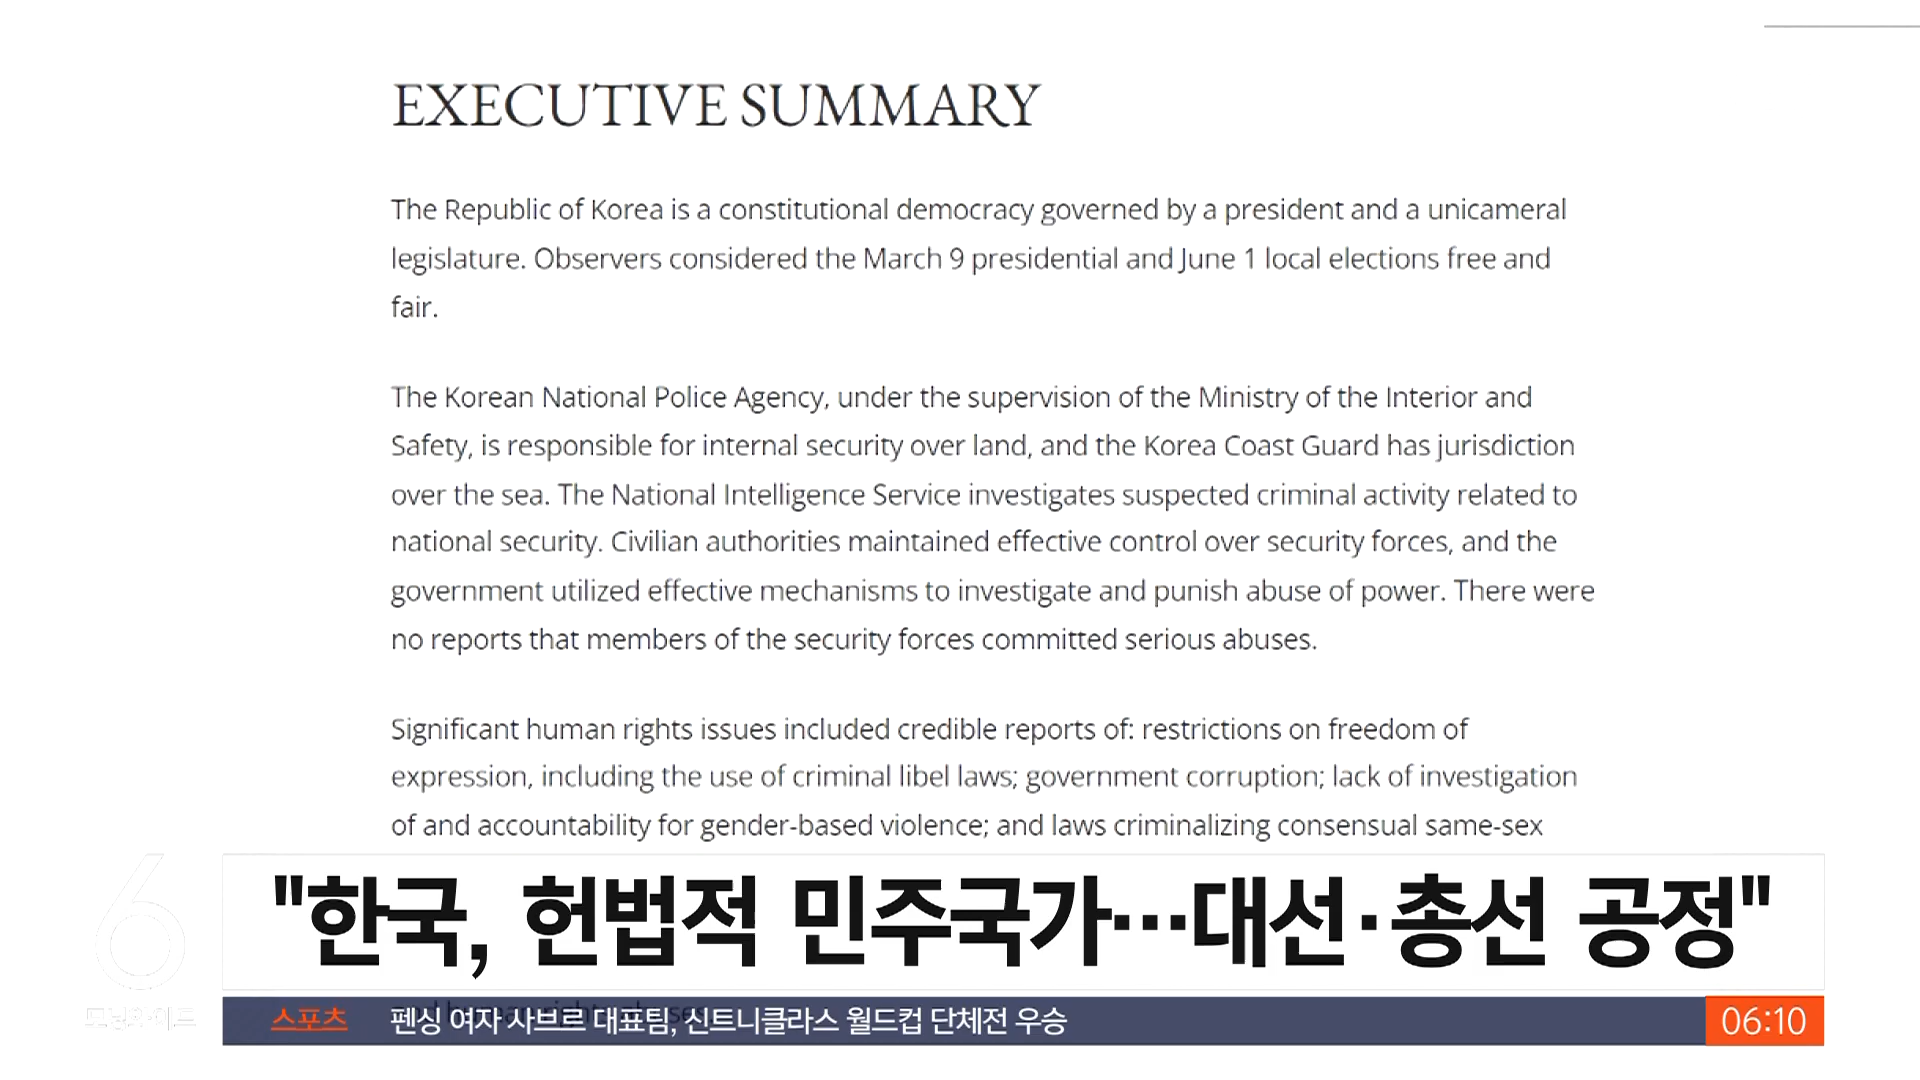 EXECUTIVE SUMMARY
The Republic of Korea is a constitutional democracy governed by a president and a unicameral
legislature. Observers considered the March 9 presidential and June 1 local elections free and
fair.
The Korean National Police Agency, under the supervision of the Ministry of the Interior and
Safety, is responsible for internal security over land, and the Korea Coast Guard has jurisdiction
over the sea. The National Intelligence Service investigates suspected criminal activity related to
national security. Civilian authorities maintained effective control over security forces, and the
government utilized effective mechanisms to investigate and punish abuse of power. There were
no reports that members of the security forces committed serious abuses.
Significant human rights issues included credible reports of: restrictions on freedom of
expression, including the use of criminal libel laws; government corruption; lack of investigation
of and accountability for gender-based violence; and laws criminalizing consensual same-sex
"한국, 헌법적 민주국가…대선·총선 공정"
6
모닝와이드
스포츠 펜싱 여자 사브르 대표팀, 신트니클라스 월드컵 단체전 우승 06:10